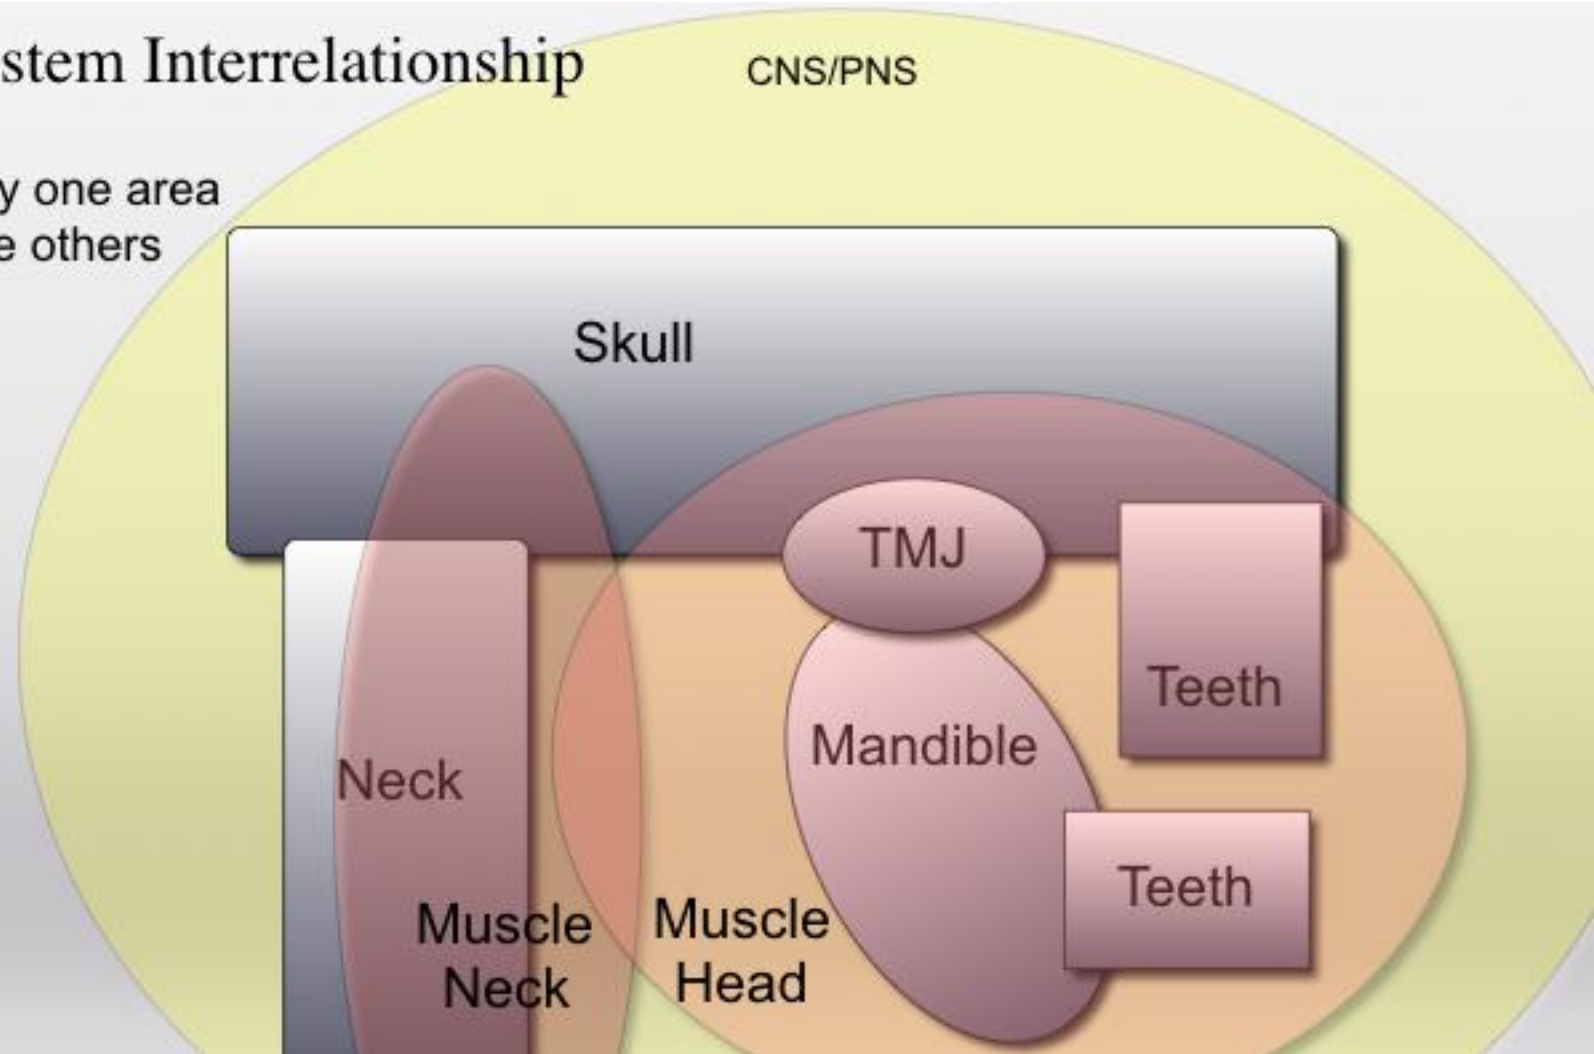 stem Interrelationship
CNS/PNS
y one area
e others
Skull
TMJ
Teeth
Mandible
Neck
Teeth
Muscle
Neck
Muscle
Head